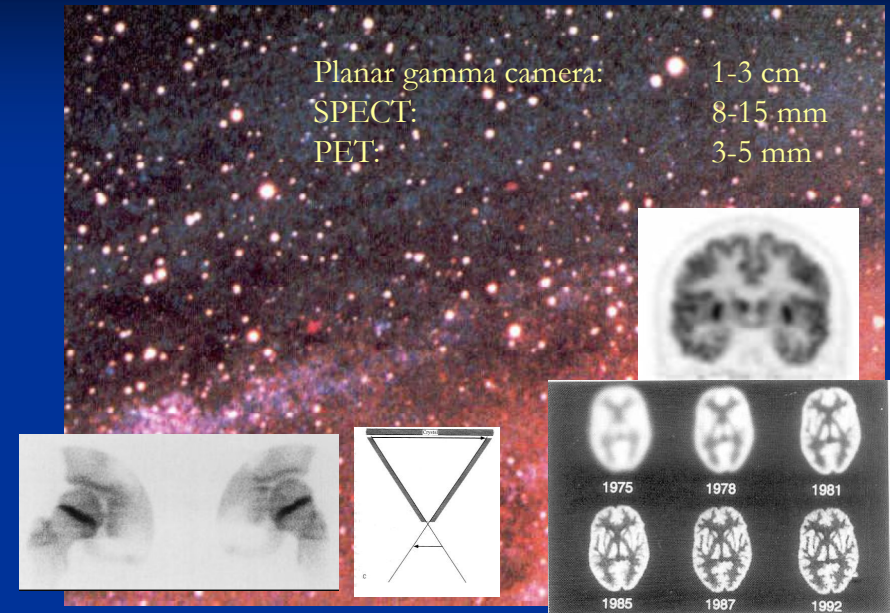 Planar gamma camera: 1-3 cm
SPECT: 8-15 mm
PET: 3-5 mm
Crystal
c
1975 1978 1981
1985 1987 1992